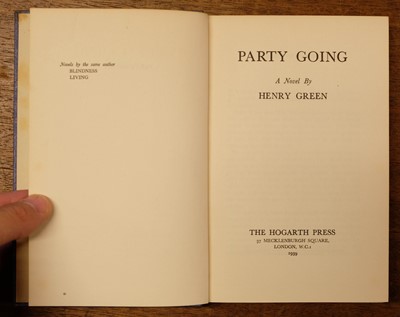 Novels by the same author
BLINDNESS
LIVING
PARTY GOING
A Novel By
HENRY GREEN
THE HOGARTH PRESS
37 MECKLENBURGH SQUARE,
LONDON, W.C.1
1939